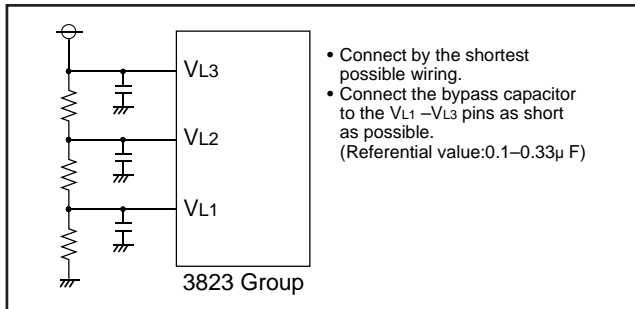 VL3
VL2
VL1
3823 Group
• Connect by the shortest
possible wiring.
• Connect the bypass capacitor
to the VL1 –VL3 pins as short
as possible.
(Referential value:0.1–0.33μ F)